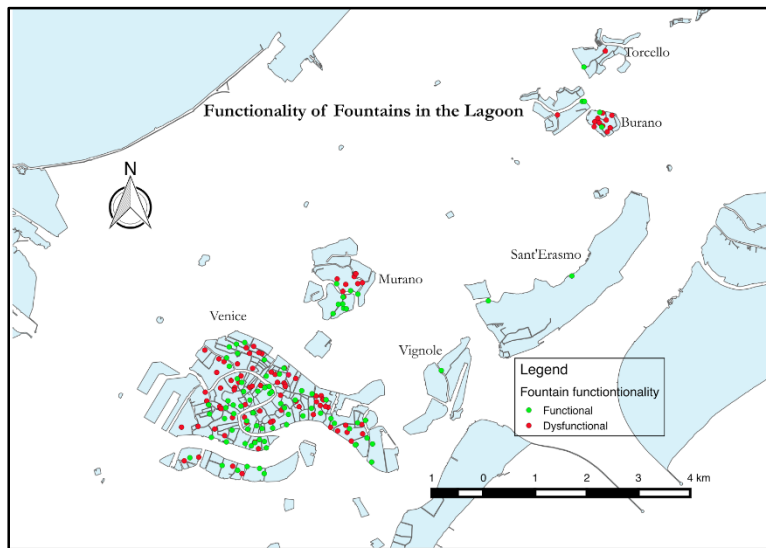 Torcello
Functionality of Fountains in the Lagoon
Burano
N
Sant'Erasmo
Murano
Venice
Vignole
Legend
Fountain functiontionality
Functional
Dysfunctional
1 0 1 2 3 4 km